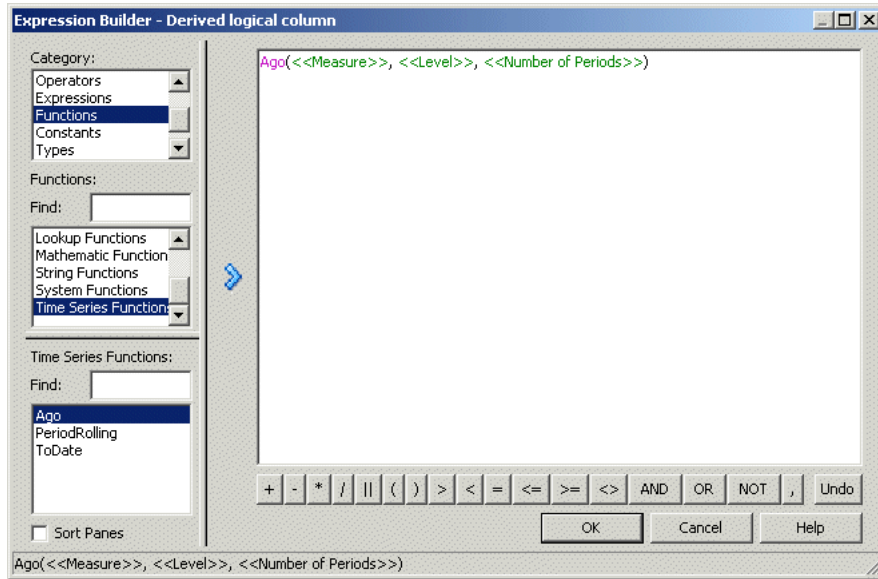 Expression Builder - Derived logical column
Category:
Operators
Expressions
Functions
Constants
Types
Functions:
Find:
Lookup Functions
Mathematic Function
String Functions
System Functions
Time Series Function
Time Series Functions:
Find:
Ago
PeriodRolling
ToDate
Sort Panes
Ago(<<Measure>>, <<Level>>, <<Number of Periods>>)
+ - * / || ( ) > < = <= >= <> AND OR NOT , Undo
OK Cancel Help
Ago(<<Measure>>, <<Level>>, <<Number of Periods>>)